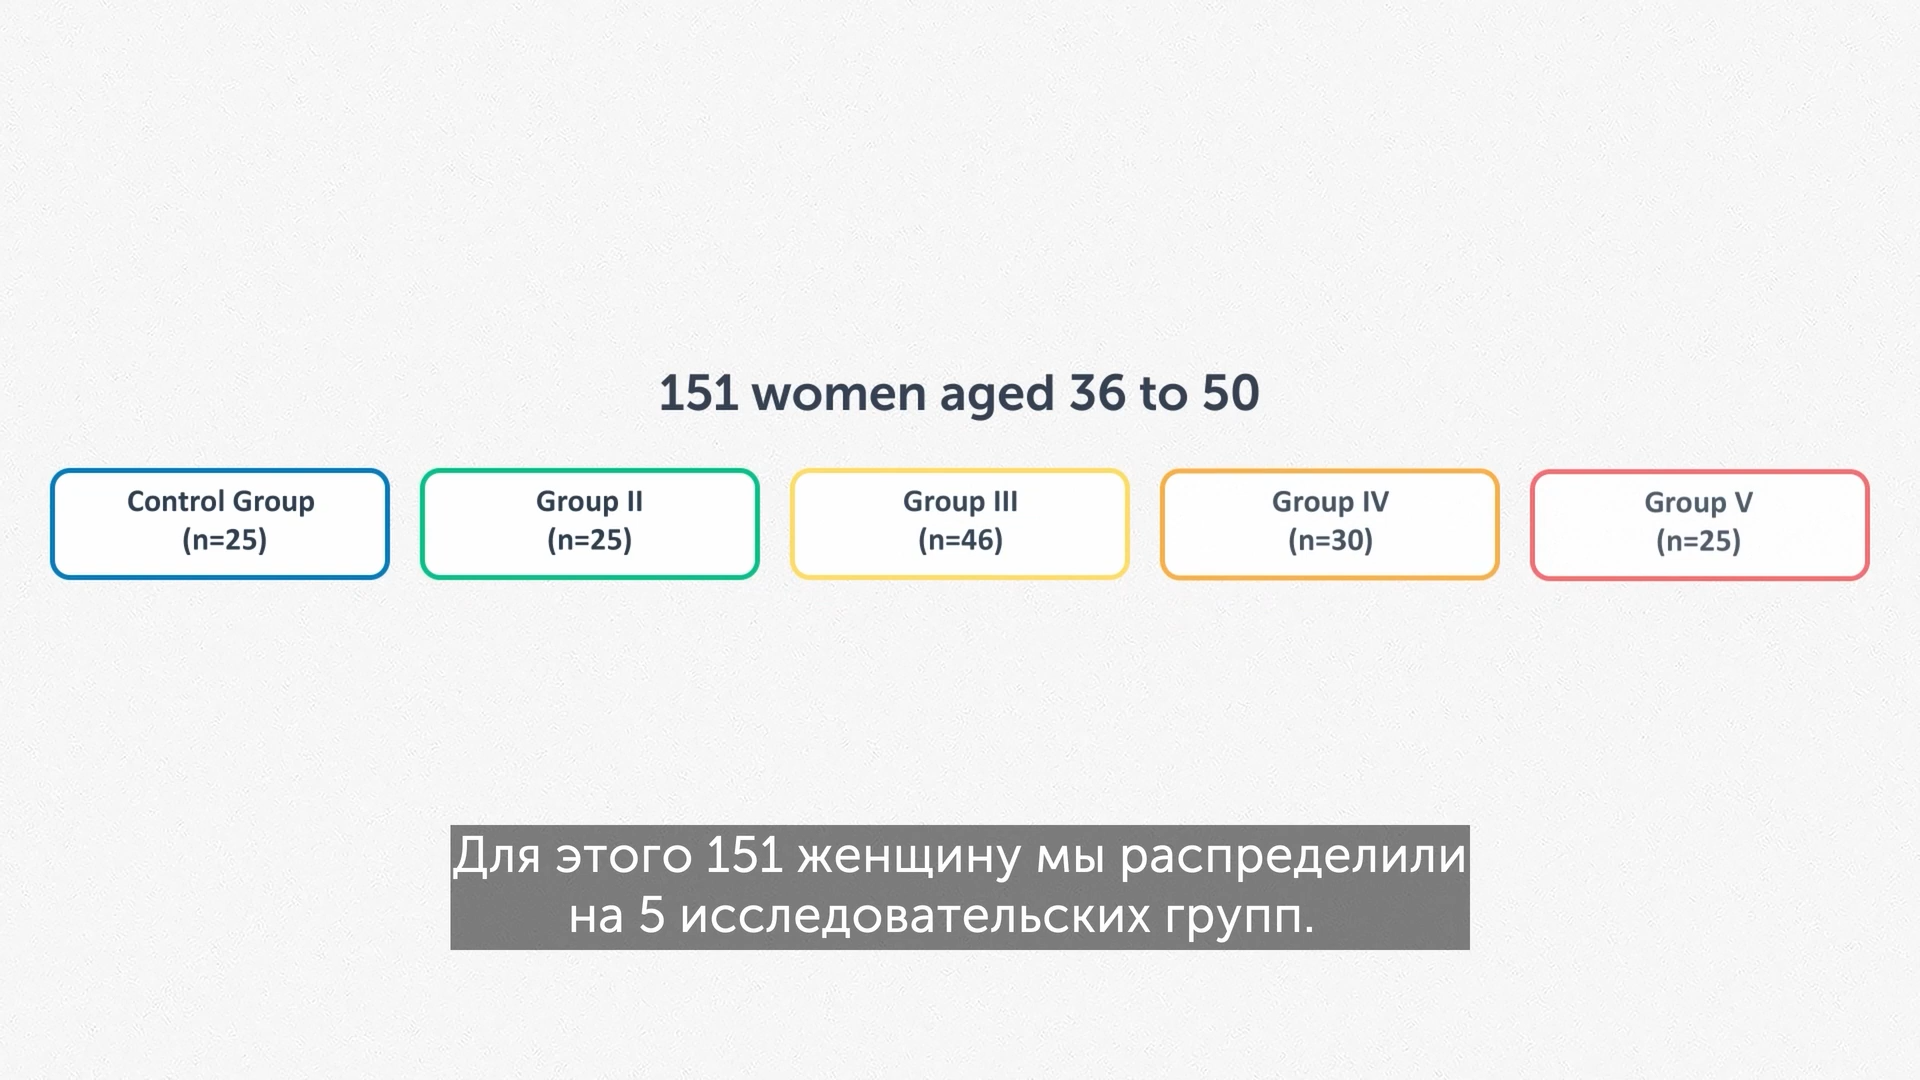 151 women aged 36 to 50
Control Group
(n=25)
Group II
(n=25)
Group III
(n=46)
Group IV
(n=30)
Group V
(n=25)
Для этого 151 женщину мы распределили
на 5 исследовательских групп.